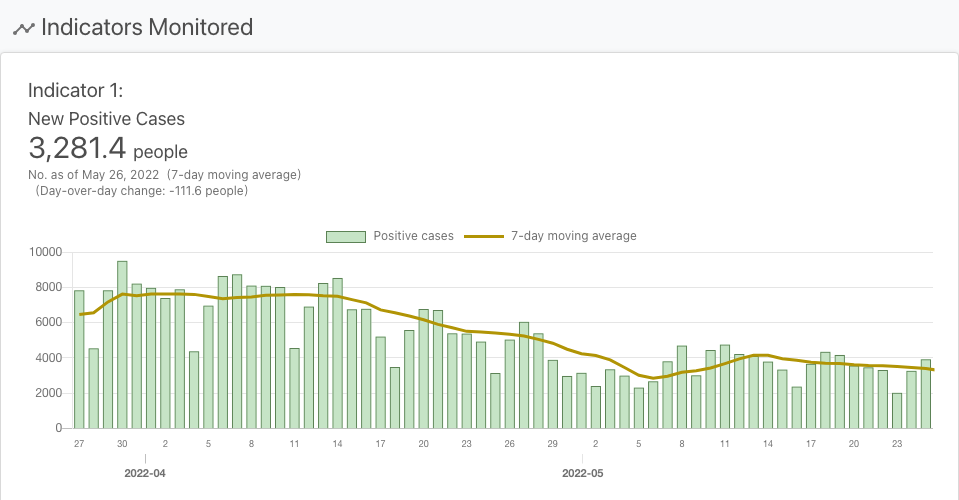 Indicators Monitored
Indicator 1:
New Positive Cases
3,281.4 people
No. as of May 26, 2022 (7-day moving average)
(Day-over-day change: -111.6 people)
Positive cases 7-day moving average
10000
8000
6000
4000
2000
0
27 30 2 5 8 11 14 17 20 23 26 29 2 5 8 11 14 17 20 23
2022-04 2022-05